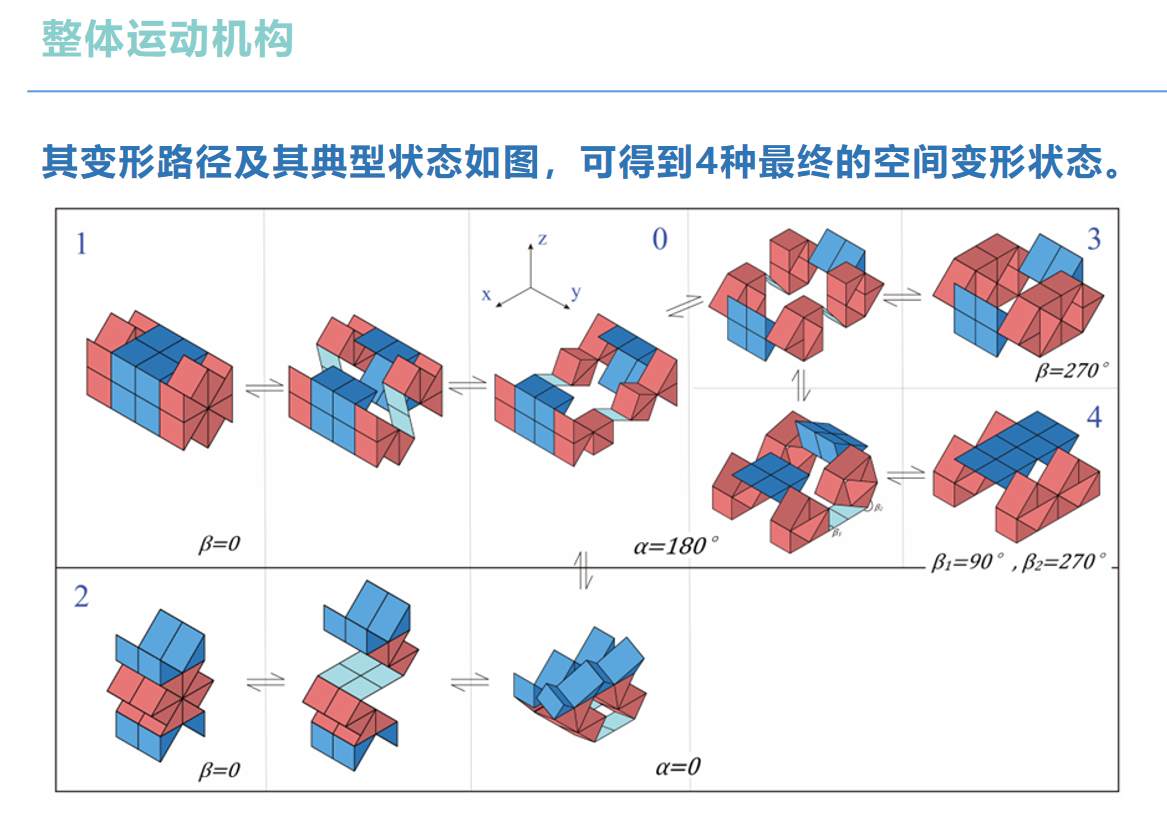 整体运动机构
其变形路径及其典型状态如图，可得到4种最终的空间变形状态。
1
0
3
z
x
y
β=270°
4
β₂
β₁
β=0
α=180°
β₁=90°,β₂=270°
2
β=0
α=0